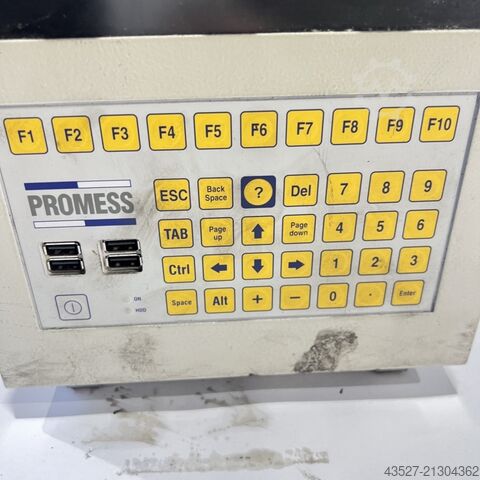 F1 F2 F3 F4 F5 F6 F7 F8 F9 F10
ESC Back Space ? Del 7 8 9
PROMESS
TAB Page up Page down 4 5 6
Ctrl 1 2 3
ON
HDD
Space Alt + – 0 . Enter
43527-21304362